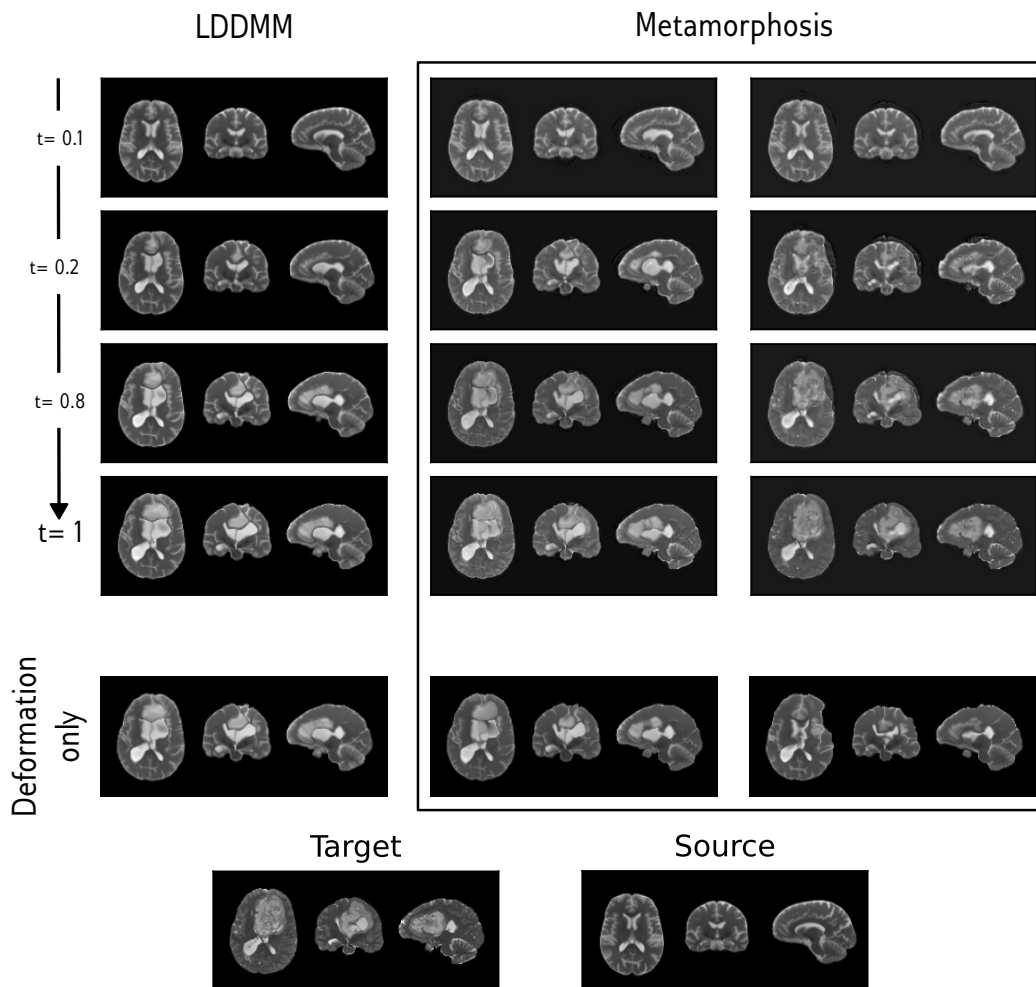 LDDMM
Metamorphosis
t= 0.1
t= 0.2
t= 0.8
t= 1
Deformation
only
Target
Source